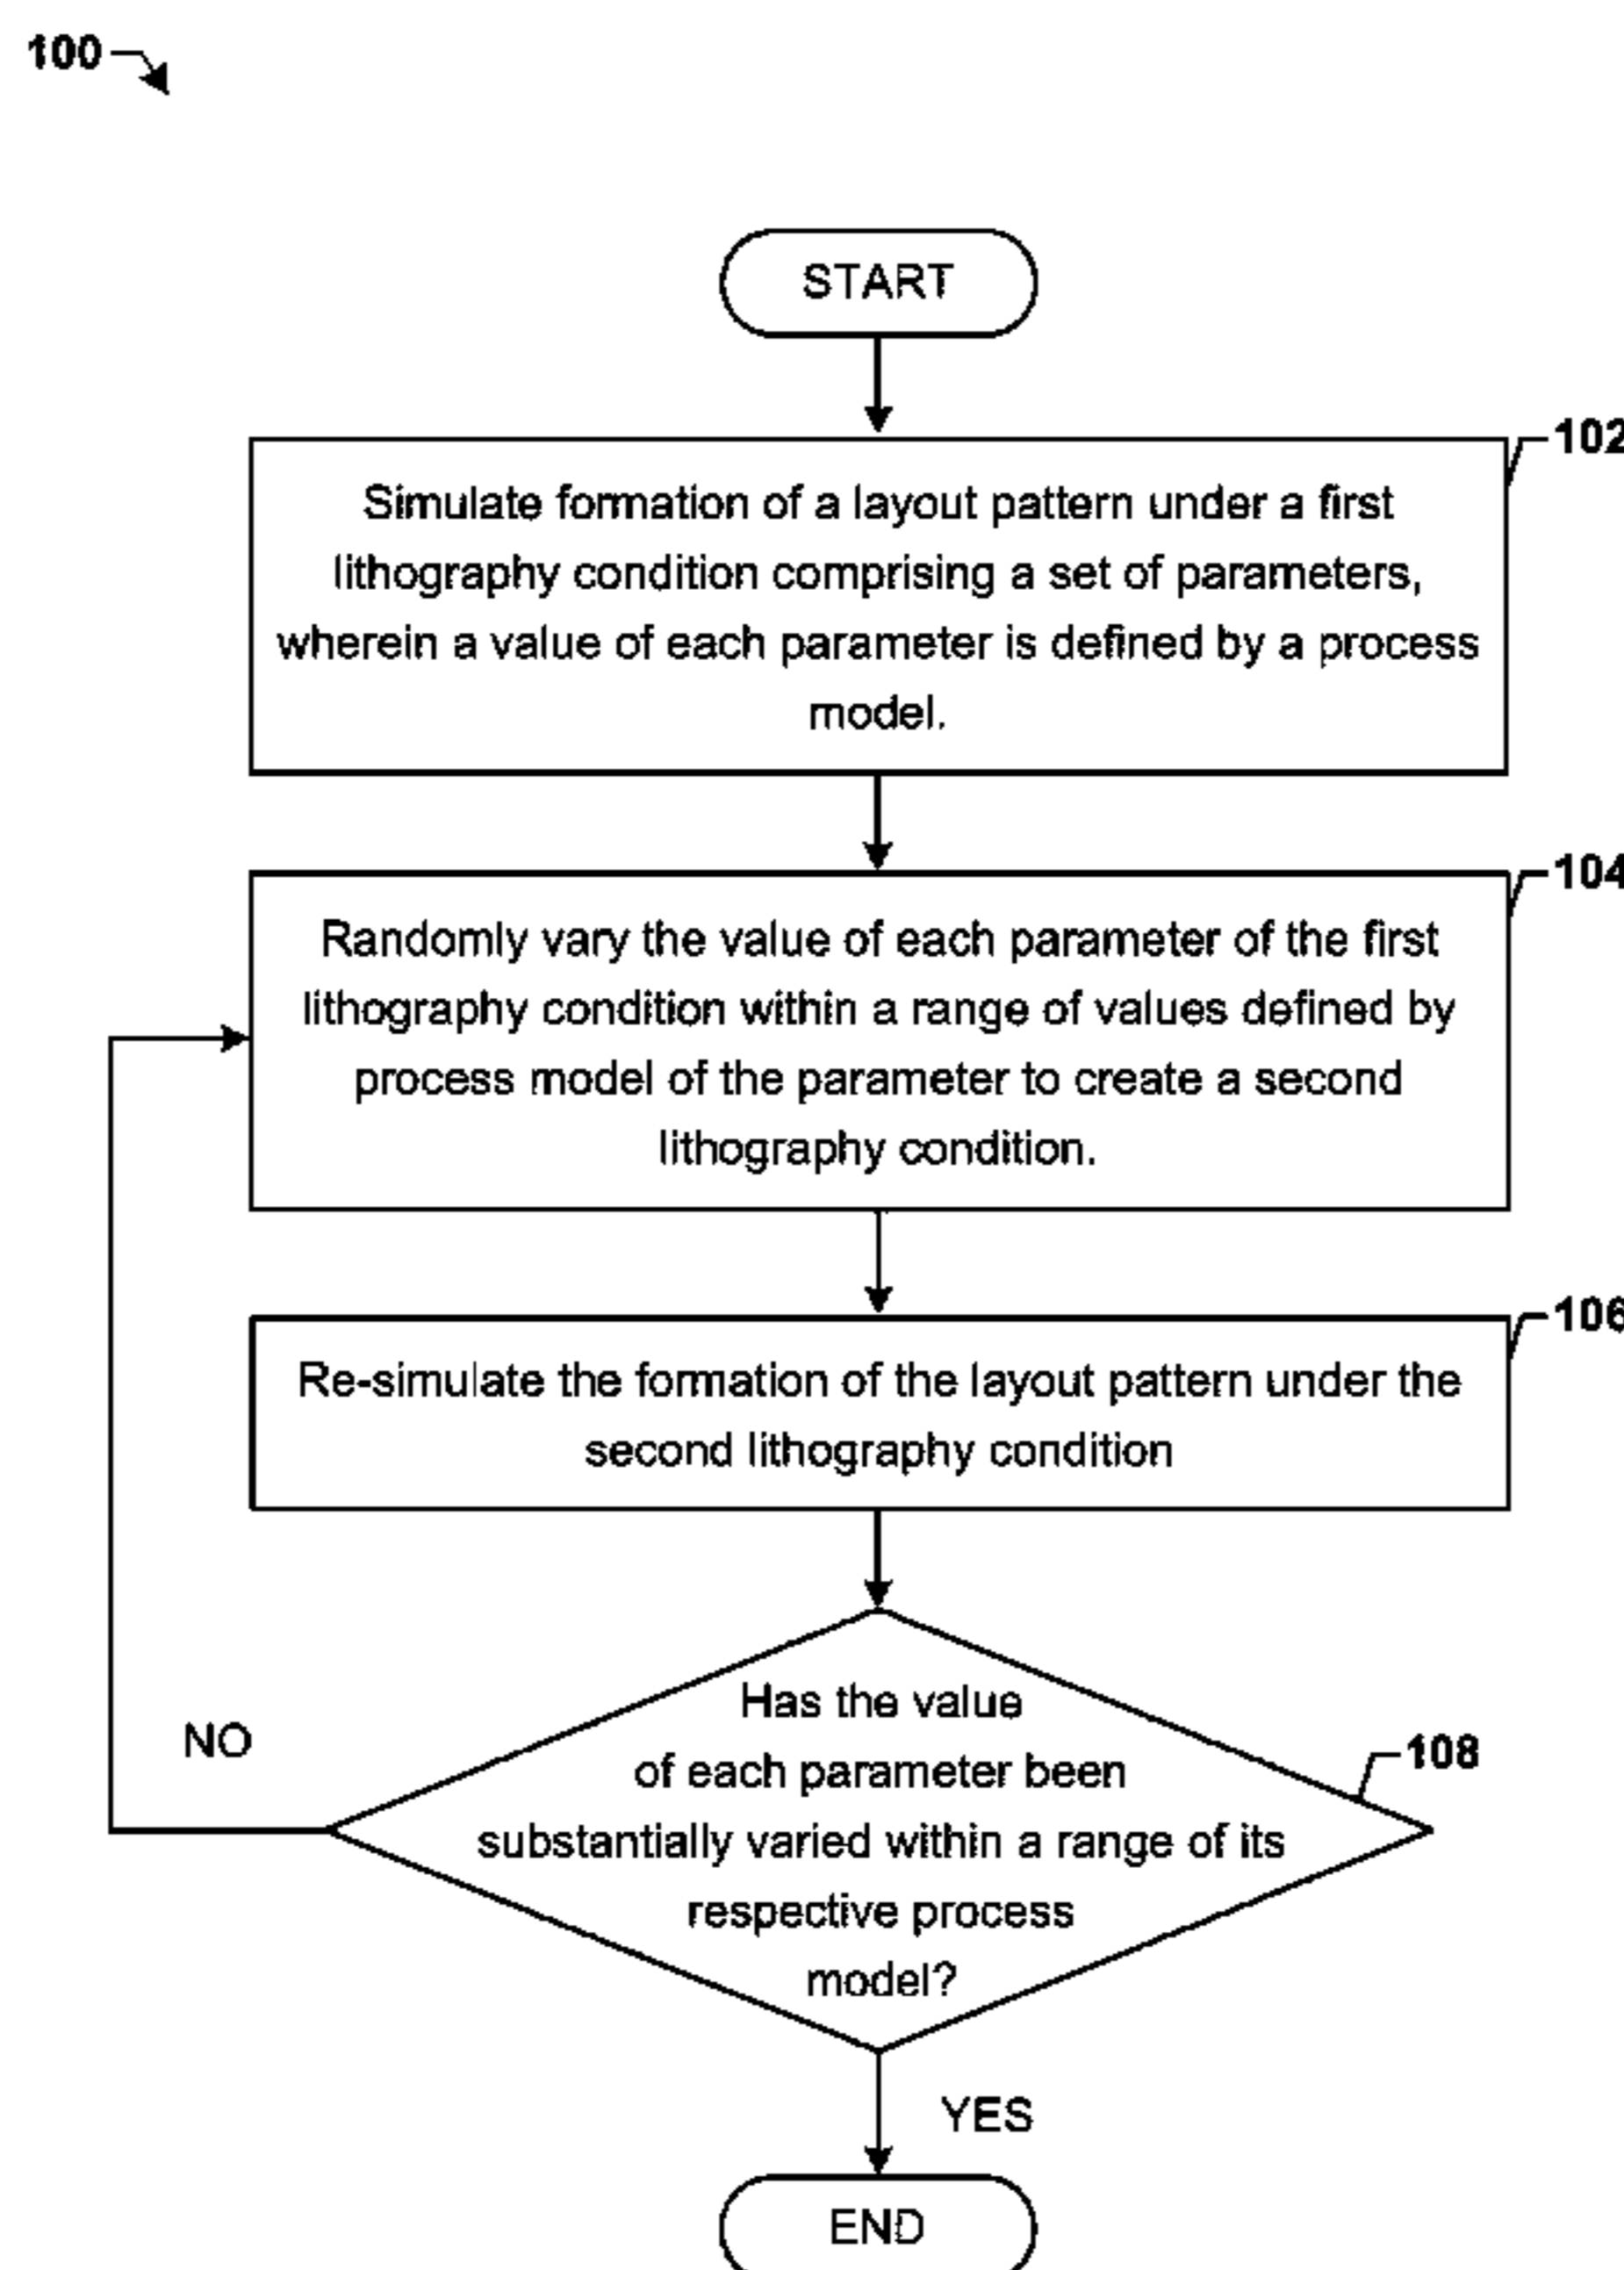 100
START
102
Simulate formation of a layout pattern under a first
lithography condition comprising a set of parameters,
wherein a value of each parameter is defined by a process
model.
104
Randomly vary the value of each parameter of the first
lithography condition within a range of values defined by
process model of the parameter to create a second
lithography condition.
106
Re-simulate the formation of the layout pattern under the
second lithography condition
Has the value
of each parameter been
substantially varied within a range of its
respective process
model?
108
NO
YES
END